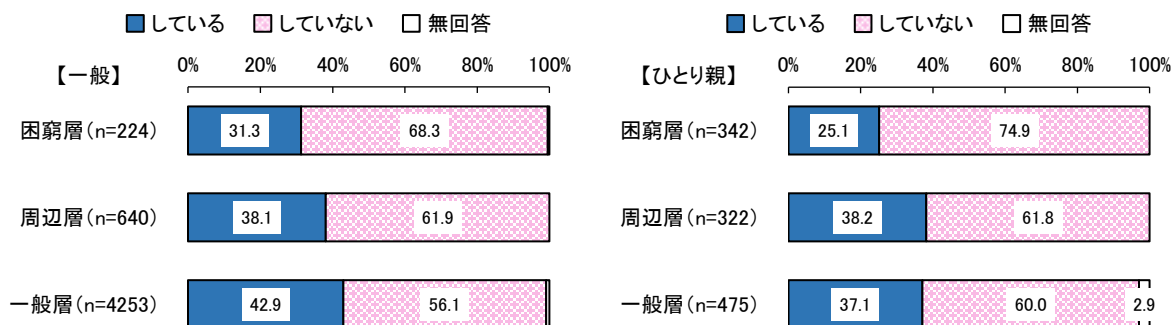 している していない 無回答
【一般】
0% 20% 40% 60% 80% 100%
困窮層(n=224) 31.3 68.3
周辺層(n=640) 38.1 61.9
一般層(n=4253) 42.9 56.1
している していない 無回答
【ひとり親】
0% 20% 40% 60% 80% 100%
困窮層(n=342) 25.1 74.9
周辺層(n=322) 38.2 61.8
一般層(n=475) 37.1 60.0 2.9